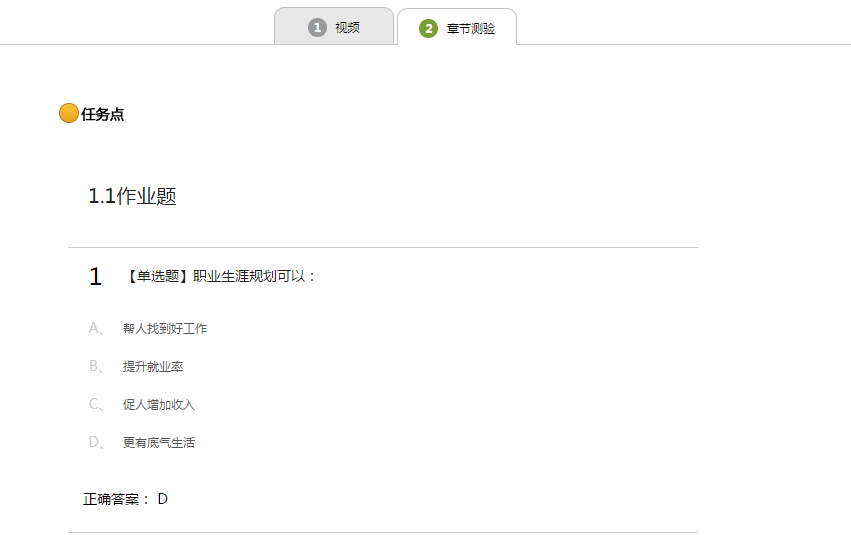 1 视频
2 章节测验
任务点
1.1作业题
1 【单选题】职业生涯规划可以：
A、 帮人找到好工作
B、 提升就业率
C、 促人增加收入
D、 更有底气生活
正确答案： D